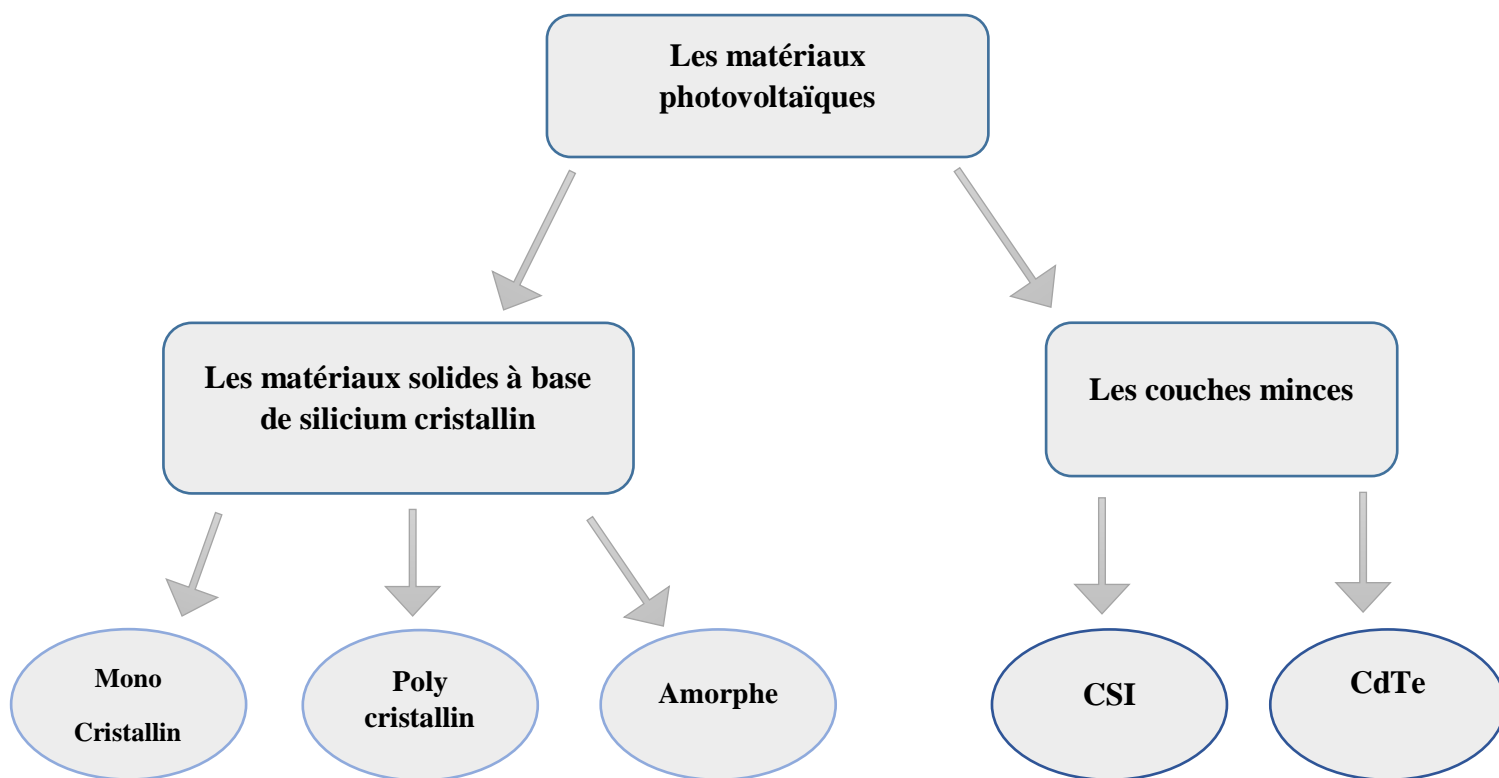 Les matériaux
photovoltaïques
Les matériaux solides à base
de silicium cristallin
Les couches minces
Mono
Cristallin
Poly
cristallin
Amorphe
CSI
CdTe